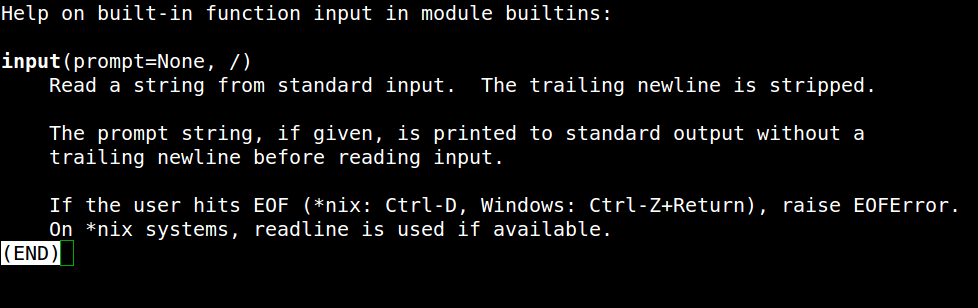 Help on built-in function input in module builtins:
input(prompt=None, /)
Read a string from standard input.  The trailing newline is stripped.
The prompt string, if given, is printed to standard output without a
trailing newline before reading input.
If the user hits EOF (*nix: Ctrl-D, Windows: Ctrl-Z+Return), raise EOFError.
On *nix systems, readline is used if available.
(END)